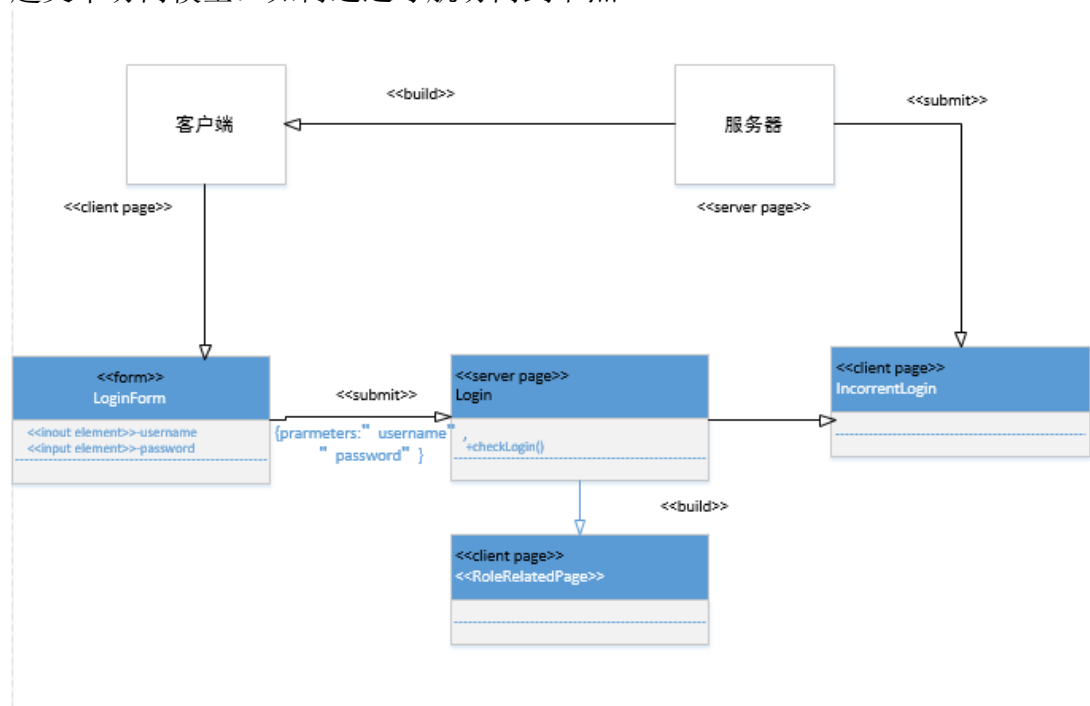 <<build>>
<<submit>>
客户端
服务器
<<client page>>
<<server page>>
<<form>>
LoginForm
<<inout element>>-username
<<input element>>-password
<<submit>>
{prarmeters:" username" ,
" password" }
<<server page>>
Login
+checkLogin()
<<client page>>
IncorrentLogin
<<build>>
<<client page>>
<<RoleRelatedPage>>